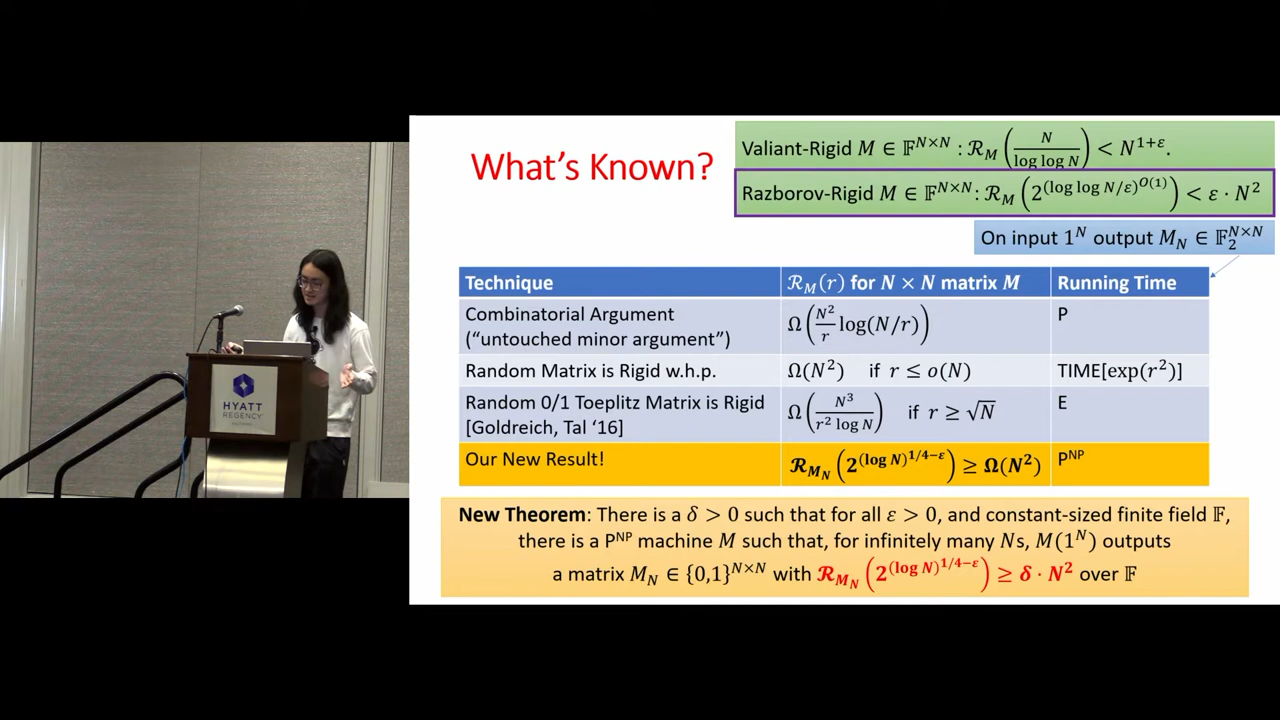 What's Known?
Valiant-Rigid M ∈ 𝔽^{N×N} : ℛ_M(N / log log N) < N^{1+ε}.
Razborov-Rigid M ∈ 𝔽^{N×N}: ℛ_M(2^{(log log N/ε)^{O(1)}}) < ε · N^2
On input 1^N output M_N ∈ 𝔽_2^{N×N}
Technique ℛ_M(r) for N × N matrix M Running Time
Combinatorial Argument
("untouched minor argument") Ω(N^2/r log(N/r)) P
Random Matrix is Rigid w.h.p. Ω(N^2) if r ≤ o(N) TIME[exp(r^2)]
Random 0/1 Toeplitz Matrix is Rigid
[Goldreich, Tal '16] Ω(N^3 / r^2 log N) if r ≥ √N E
Our New Result! ℛ_{M_N}(2^{(log N)^{1/4−ε}}) ≥ Ω(N^2) P^{NP}
New Theorem: There is a δ > 0 such that for all ε > 0, and constant-sized finite field 𝔽,
there is a P^{NP} machine M such that, for infinitely many Ns, M(1^N) outputs
a matrix M_N ∈ {0,1}^{N×N} with ℛ_{M_N}(2^{(log N)^{1/4−ε}}) ≥ δ · N^2 over 𝔽
HYATT
REGENCY